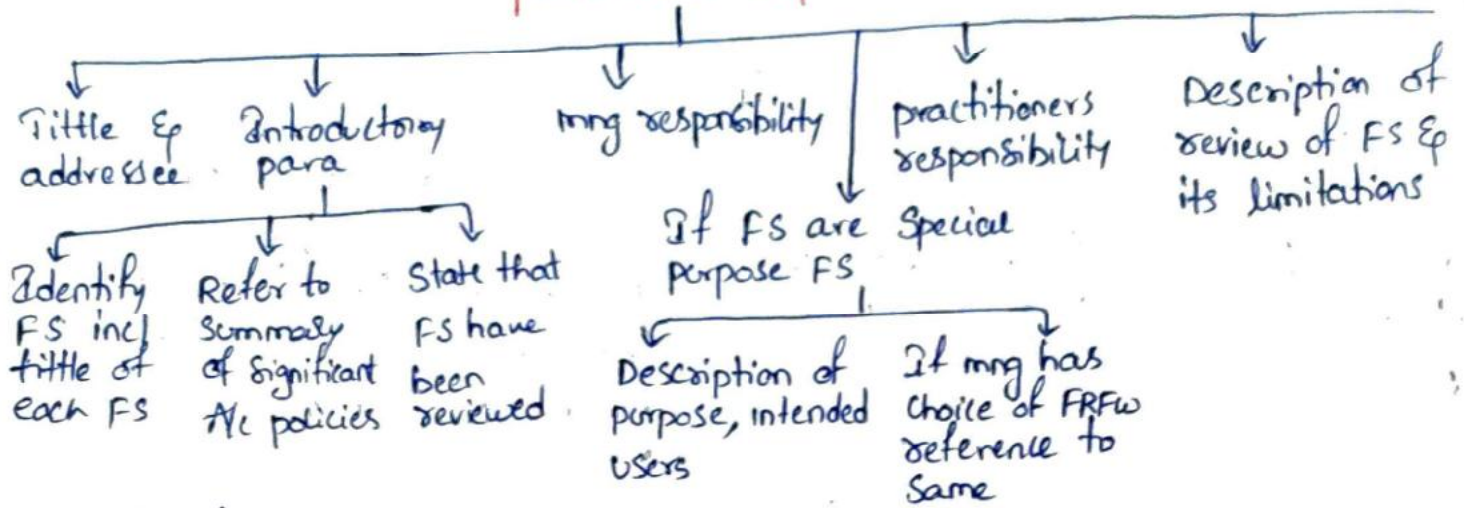 Tittle &
addressee
Introductory
para
mng responsibility
practitioners
responsibility
Description of
review of FS &
its limitations
Identify
FS incl
tittle of
each FS
Refer to
Summary
of Significant
A/c policies
State that
FS have
been
reviewed
If FS are Special
purpose FS
Description of
purpose, intended
users
If mng has
choice of FRFW
reference to
Same